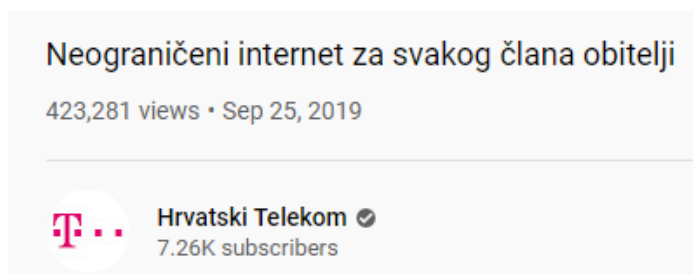 Neograničeni internet za svakog člana obitelji
423,281 views • Sep 25, 2019
T
Hrvatski Telekom
7.26K subscribers